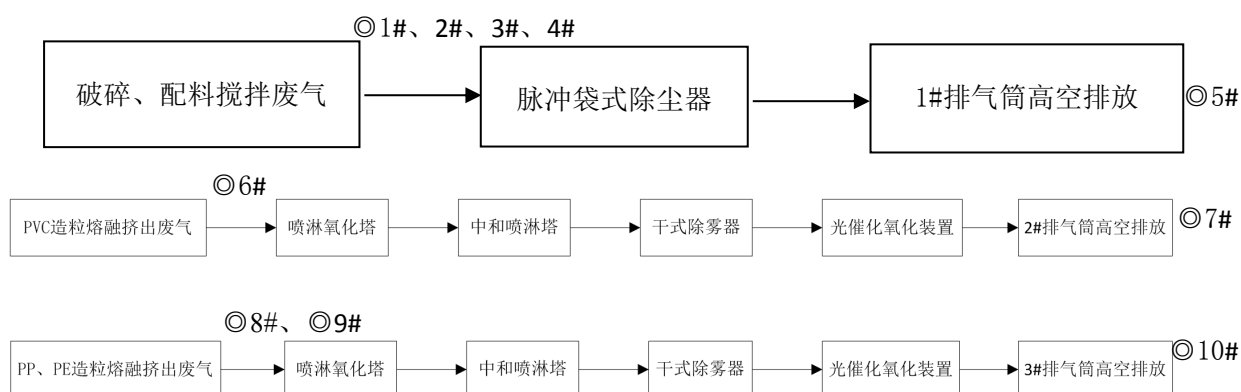 ◎1#、2#、3#、4#
破碎、配料搅拌废气 脉冲袋式除尘器 1#排气筒高空排放 ◎5#
◎6#
PVC造粒熔融挤出废气 喷淋氧化塔 中和喷淋塔 干式除雾器 光催化氧化装置 2#排气筒高空排放 ◎7#
◎8#、◎9#
PP、PE造粒熔融挤出废气 喷淋氧化塔 中和喷淋塔 干式除雾器 光催化氧化装置 3#排气筒高空排放 ◎10#